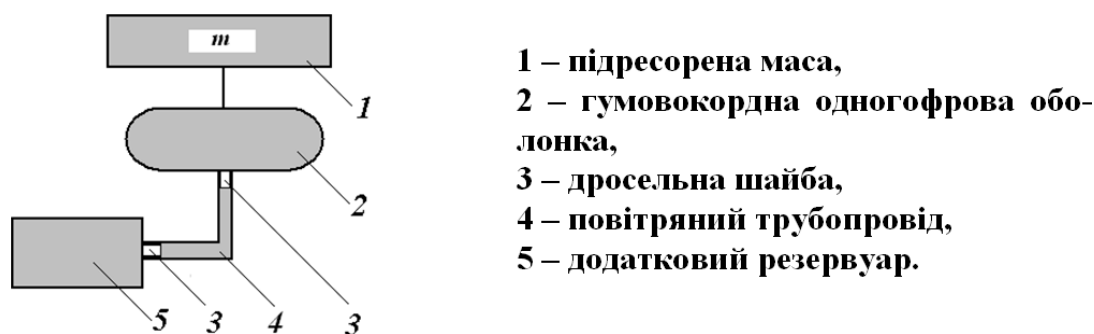 m
1
2
5
3
4
3
1 – підресорена маса,
2 – гумовокордна одногофрова обо-
лонка,
3 – дросельна шайба,
4 – повітряний трубопровід,
5 – додатковий резервуар.